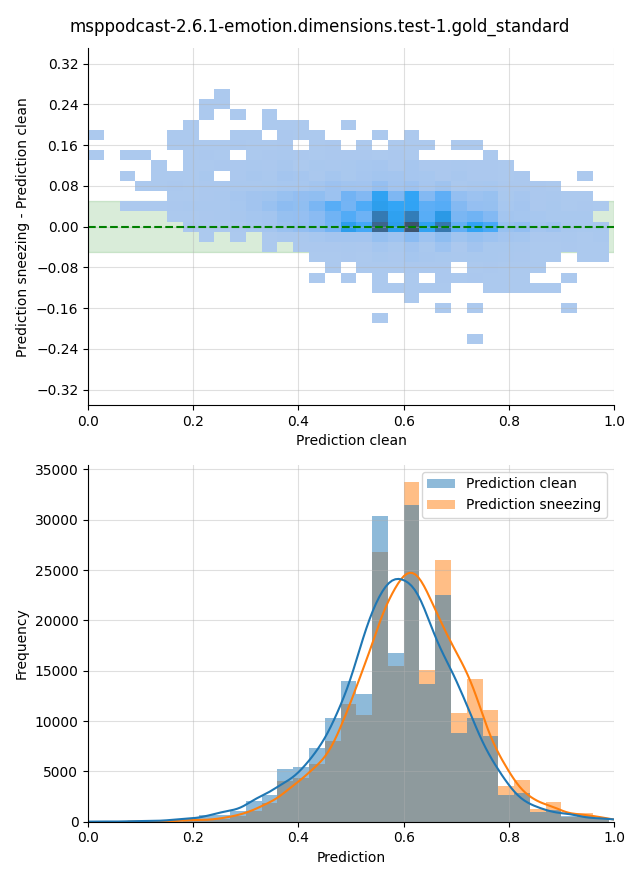 msppodcast-2.6.1-emotion.dimensions.test-1.gold_standard
0.32
0.24
0.16
0.08
0.00
−0.08
−0.16
−0.24
−0.32
Prediction sneezing - Prediction clean
0.0 0.2 0.4 0.6 0.8 1.0
Prediction clean
35000
30000
25000
20000
15000
10000
5000
0
Frequency
Prediction clean
Prediction sneezing
0.0 0.2 0.4 0.6 0.8 1.0
Prediction